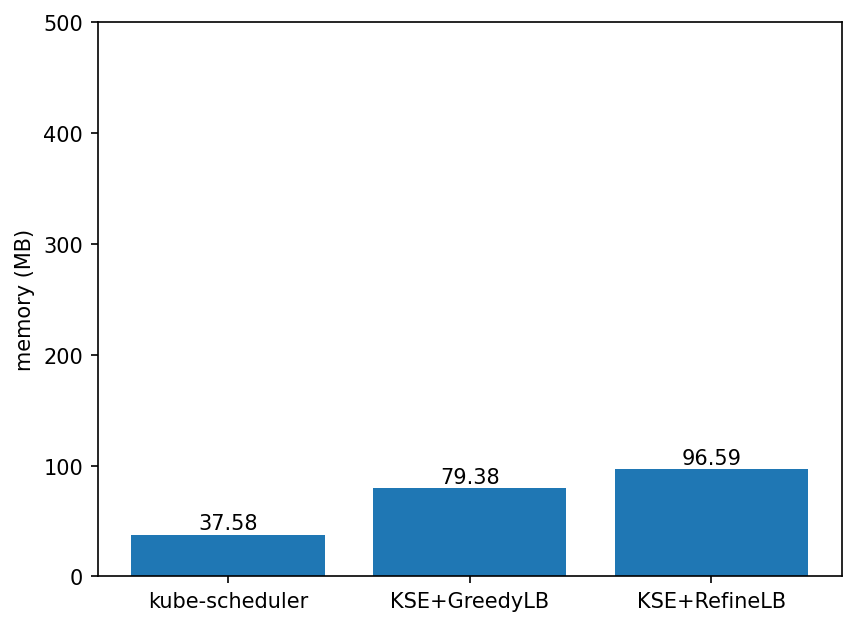 500
400
300
200
100
0
memory (MB)
37.58
79.38
96.59
kube-scheduler
KSE+GreedyLB
KSE+RefineLB